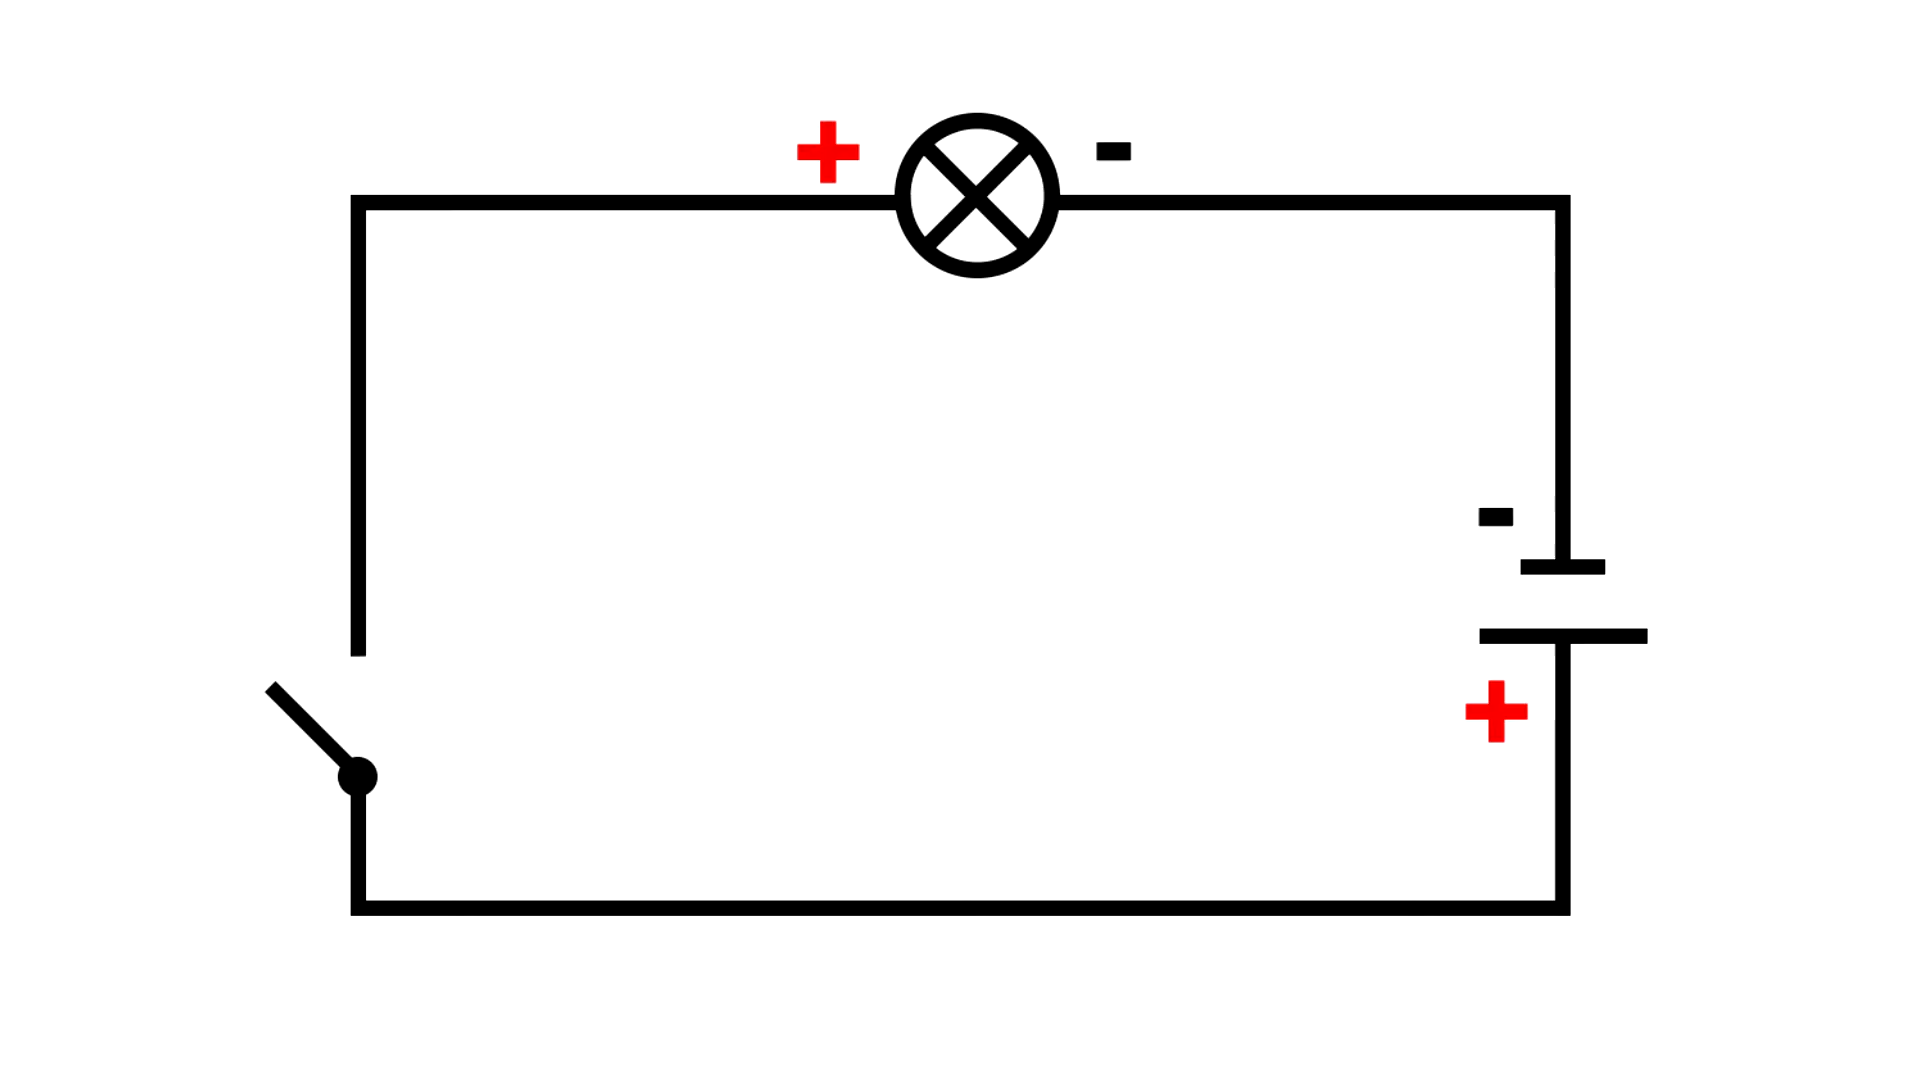 + -
-
+